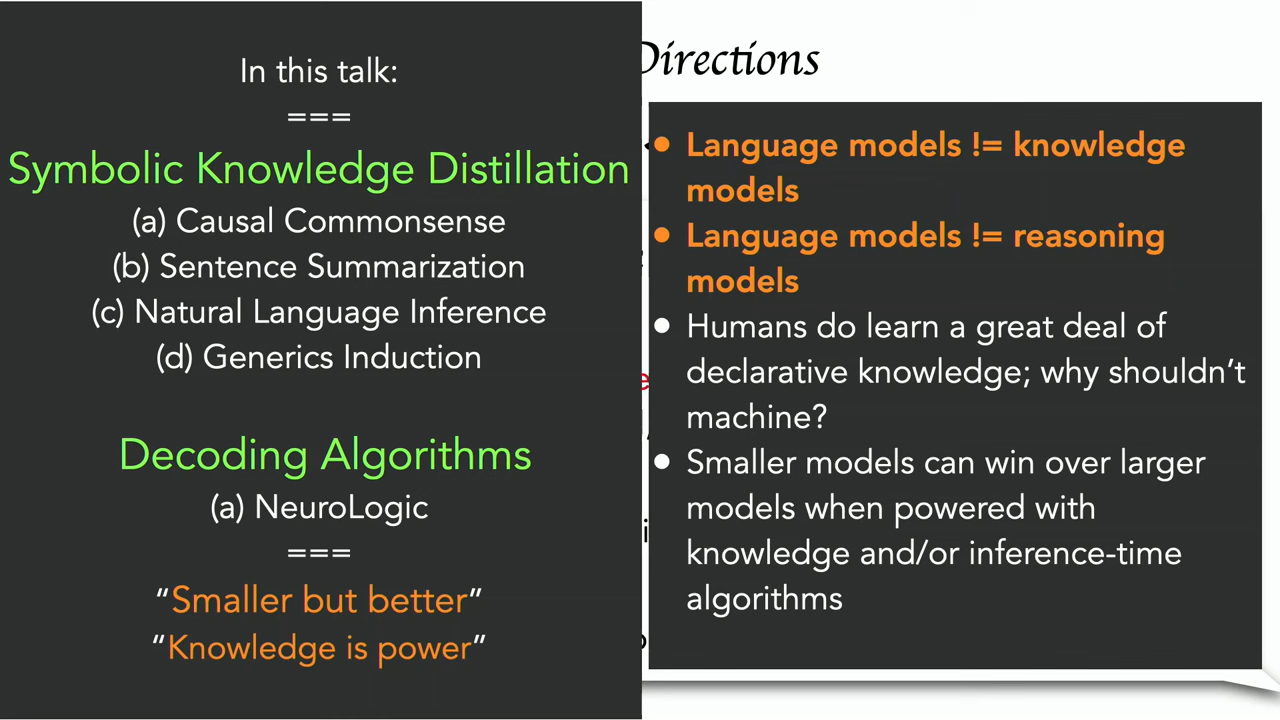 In this talk:
===
Symbolic Knowledge Distillation
(a) Causal Commonsense
(b) Sentence Summarization
(c) Natural Language Inference
(d) Generics Induction
Decoding Algorithms
(a) NeuroLogic
===
“Smaller but better”
“Knowledge is power”
Directions
• Language models != knowledge
models
• Language models != reasoning
models
• Humans do learn a great deal of
declarative knowledge; why shouldn’t
machine?
• Smaller models can win over larger
models when powered with
knowledge and/or inference-time
algorithms